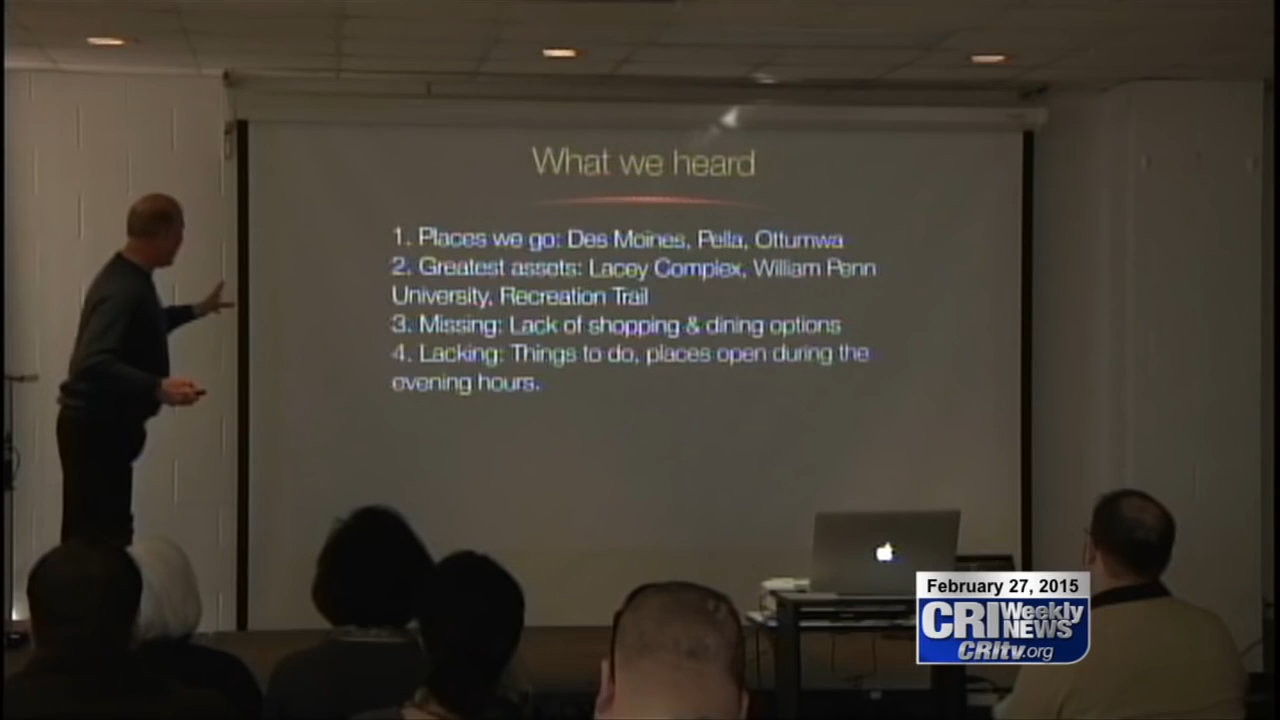 What we heard
1. Places we go: Des Moines, Pella, Ottumwa
2. Greatest assets: Lacey Complex, William Penn
University, Recreation Trail
3. Missing: Lack of shopping & dining options
4. Lacking: Things to do, places open during the
evening hours.
February 27, 2015
CRI Weekly
NEWS
CRItv.org